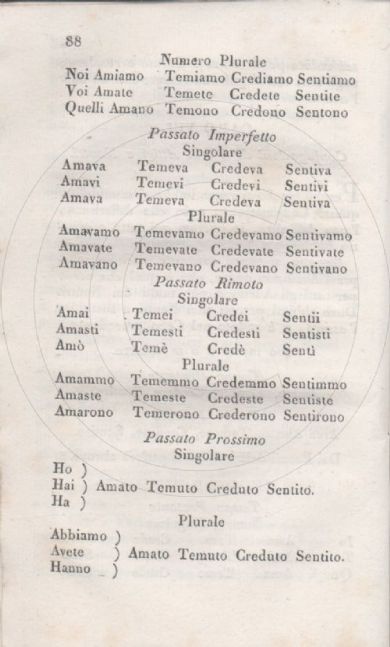 88
Numero Plurale
Noi Amiamo Temiamo Crediamo Sentiamo
Voi Amate Temete Credete Sentite
Quelli Amano Temono Credono Sentono
Passato Imperfetto
Singolare
Amava Temeva Credeva Sentiva
Amavi Temevi Credevi Sentivi
Amava Temeva Credeva Sentiva
Plurale
Amavamo Temevamo Credevamo Sentivamo
Amavate Temevate Credevate Sentivate
Amavano Temevano Credevano Sentivano
Passato Rimoto
Singolare
Amai Temei Credei Sentii
Amasti Temesti Credesti Sentisti
Amò Temè Credè Sentì
Plurale
Amammo Tememmo Credemmo Sentimmo
Amaste Temeste Credeste Sentiste
Amarono Temerono Crederono Sentirono
Passato Prossimo
Singolare
Ho )
Hai ) Amato Temuto Creduto Sentito.
Ha )
Plurale
Abbiamo )
Avete ) Amato Temuto Creduto Sentito.
Hanno )